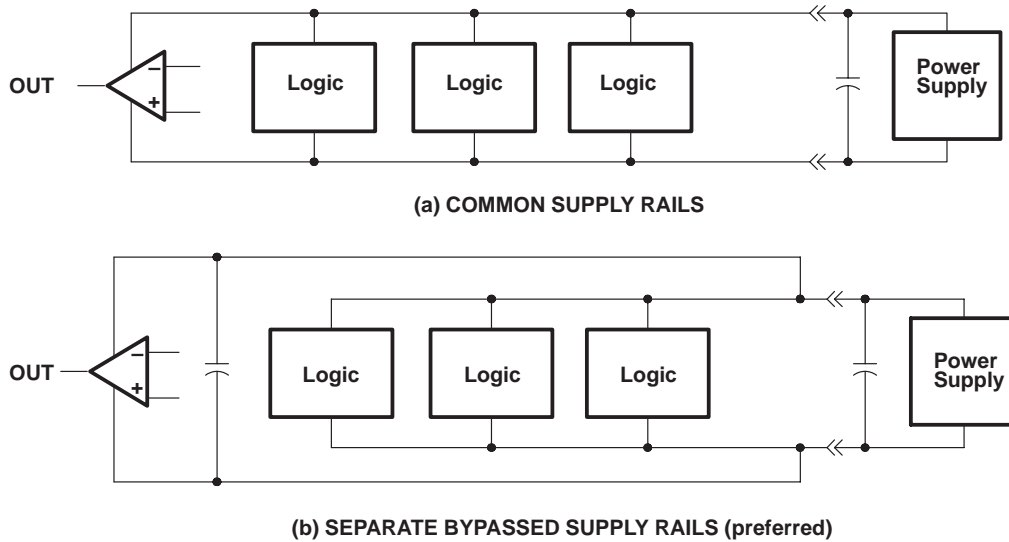 OUT
−
+
Logic
Logic
Logic
Power
Supply
(a) COMMON SUPPLY RAILS
OUT
−
+
Logic
Logic
Logic
Power
Supply
(b) SEPARATE BYPASSED SUPPLY RAILS (preferred)